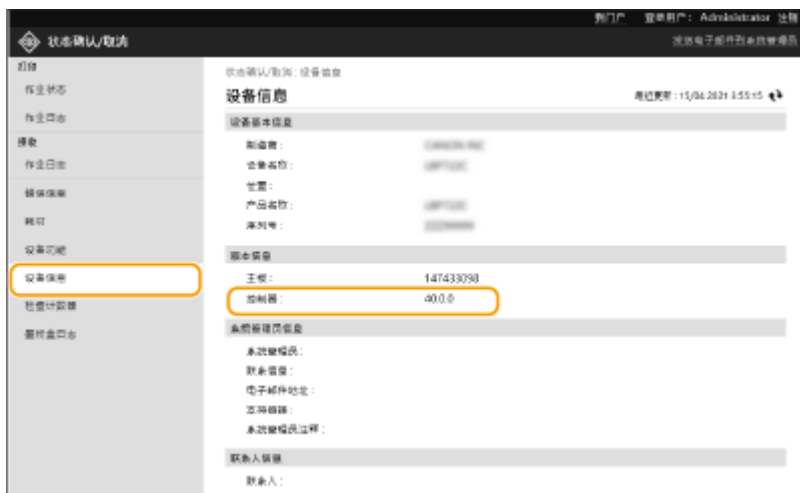 到门户 登录用户: Administrator 注销
状态确认/取消 发送电子邮件到系统管理员
打印
作业状态
作业日志
接收
作业日志
错误信息
耗材
设备功能
设备信息
检查计数器
墨粉盒日志
状态确认/取消: 设备信息
设备信息 最近更新: 15/04 2021 3:55:15
设备基本信息
制造商: CANON INC
设备名称:
位置:
产品名称:
序列号:
版本信息
主板: 147433098
控制器: 40.0.0
系统管理员信息
系统管理员:
联系信息:
电子邮件地址:
支持链接:
系统管理员注释:
联系人信息
联系人: